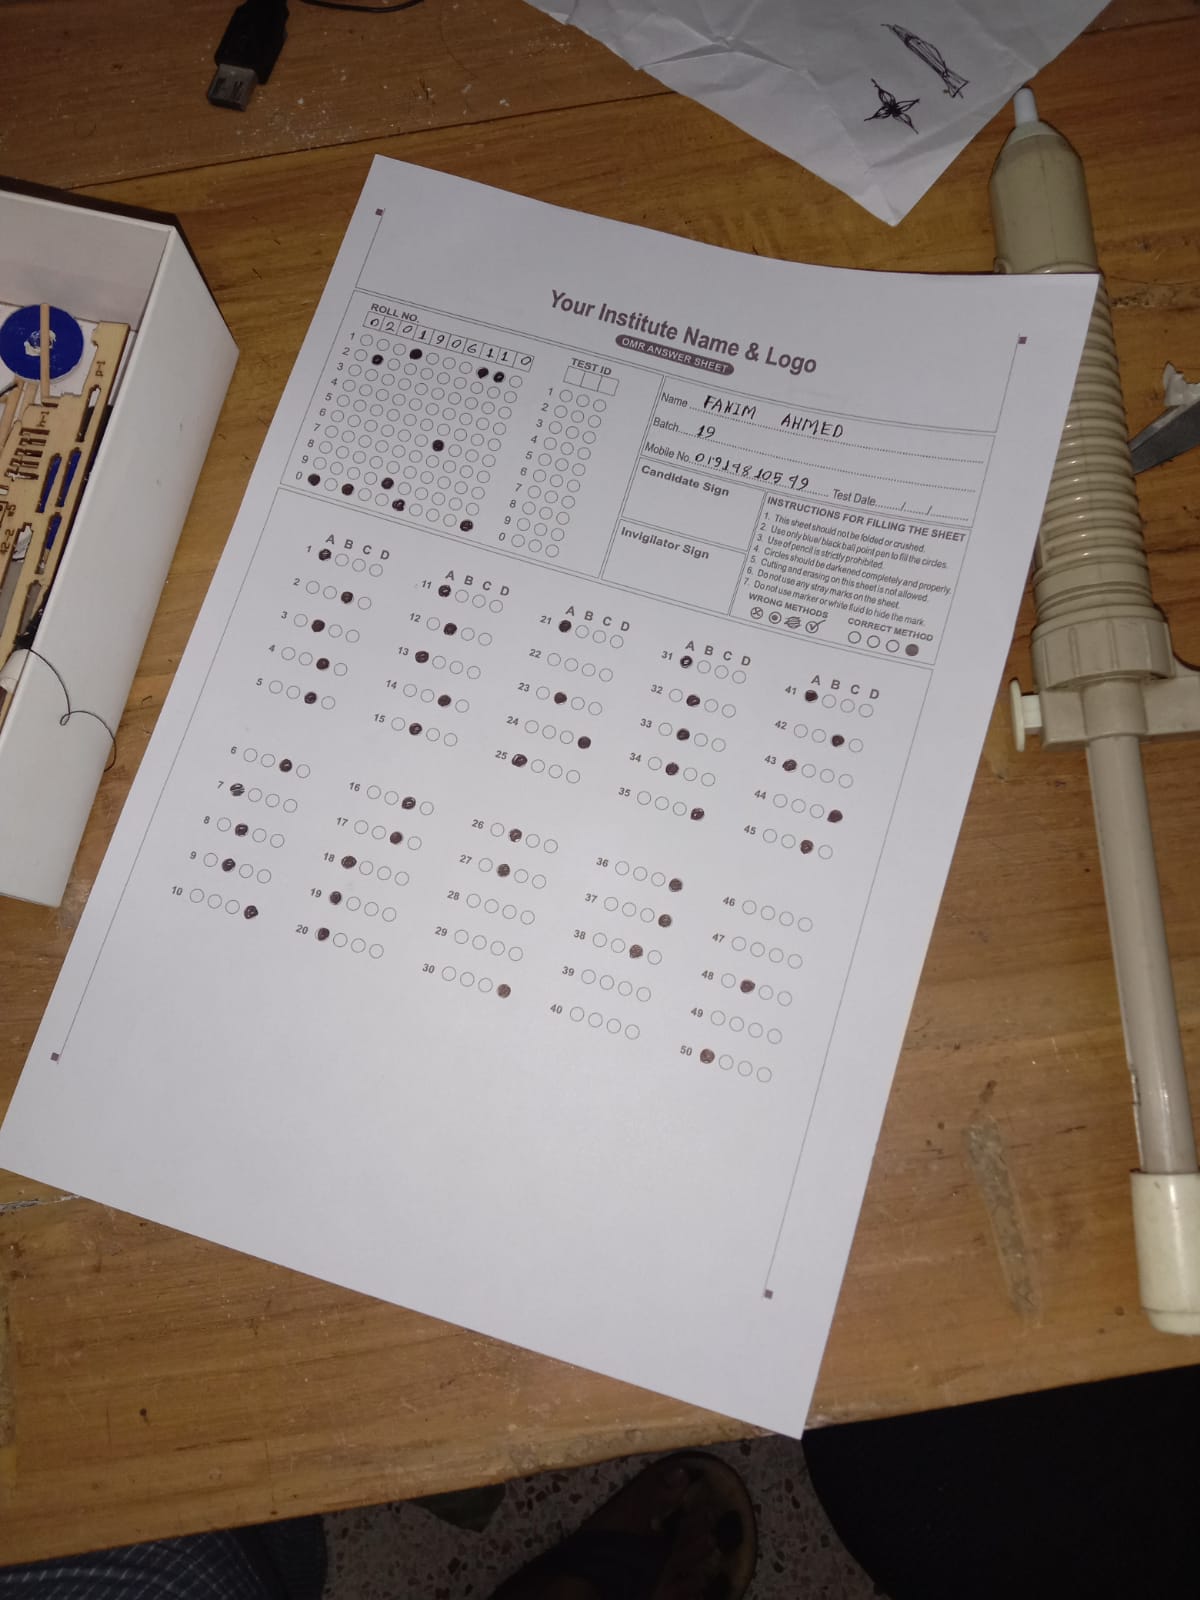 Your Institute Name & Logo
OMR ANSWER SHEET
ROLL NO.
0 2 0 1 9 0 6 1 1 0
1
2
3
4
5
6
7
8
9
0
TEST ID
1
2
3
4
5
6
7
8
9
0
Name FAHIM AHMED
Batch 19
Mobile No. Test Date / /
Candidate Sign
Invigilator Sign
INSTRUCTIONS FOR FILLING THE SHEET
1. This sheet should not be folded or crushed.
2. Use only blue/ black ball point pen to fill the circles.
3. Use of pencil is strictly prohibited.
4. Circles should be darkened completely and properly.
5. Cutting and erasing on this sheet is not allowed.
6. Do not use any stray marks on the sheet.
7. Do not use marker or white fluid to hide the mark.
WRONG METHODS CORRECT METHOD
A B C D
1
2
3
4
5
6
7
8
9
10
A B C D
11
12
13
14
15
16
17
18
19
20
A B C D
21
22
23
24
25
26
27
28
29
30
A B C D
31
32
33
34
35
36
37
38
39
40
A B C D
41
42
43
44
45
46
47
48
49
50
p-1
h-1